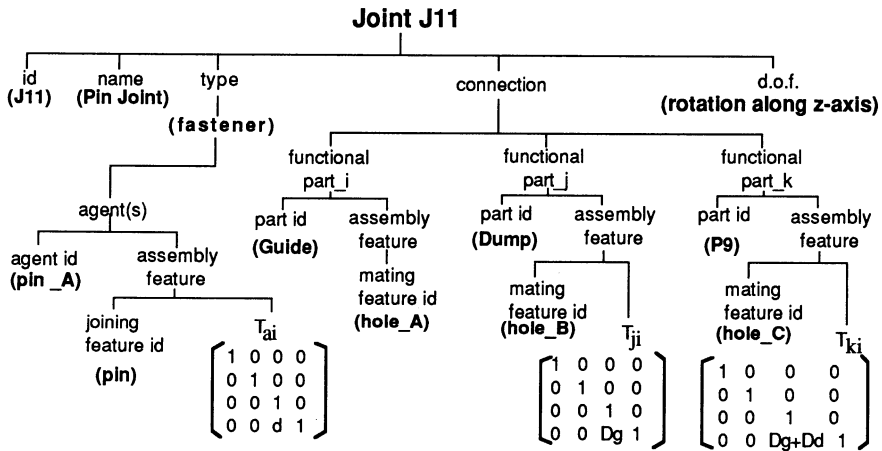 Joint J11
id name type connection d.o.f.
(J11) (Pin Joint) (rotation along z-axis)
(fastener)
functional functional functional
part_i part_j part_k
agent(s) part id assembly part id assembly part id assembly
(Guide) feature (Dump) feature (P9) feature
agent id assembly
(pin _A) feature
mating mating mating
feature id feature id feature id
(hole_A) (hole_B) Tji (hole_C) Tki
joining Tai
feature id
(pin)
1 0 0 0
0 1 0 0
0 0 1 0
0 0 d 1
1 0 0 0
0 1 0 0
0 0 1 0
0 0 Dg 1
1 0 0 0
0 1 0 0
0 0 1 0
0 0 Dg+Dd 1